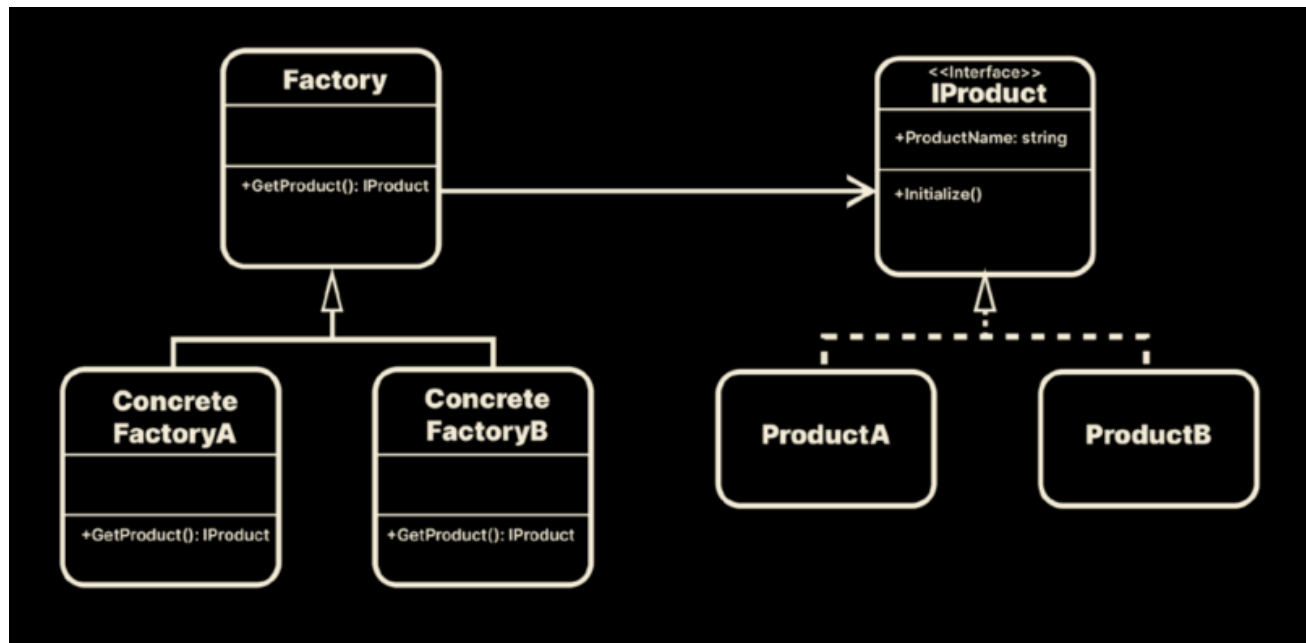 Factory
+GetProduct(): IProduct
<<Interface>>
IProduct
+ProductName: string
+Initialize()
Concrete
FactoryA
+GetProduct(): IProduct
Concrete
FactoryB
+GetProduct(): IProduct
ProductA
ProductB